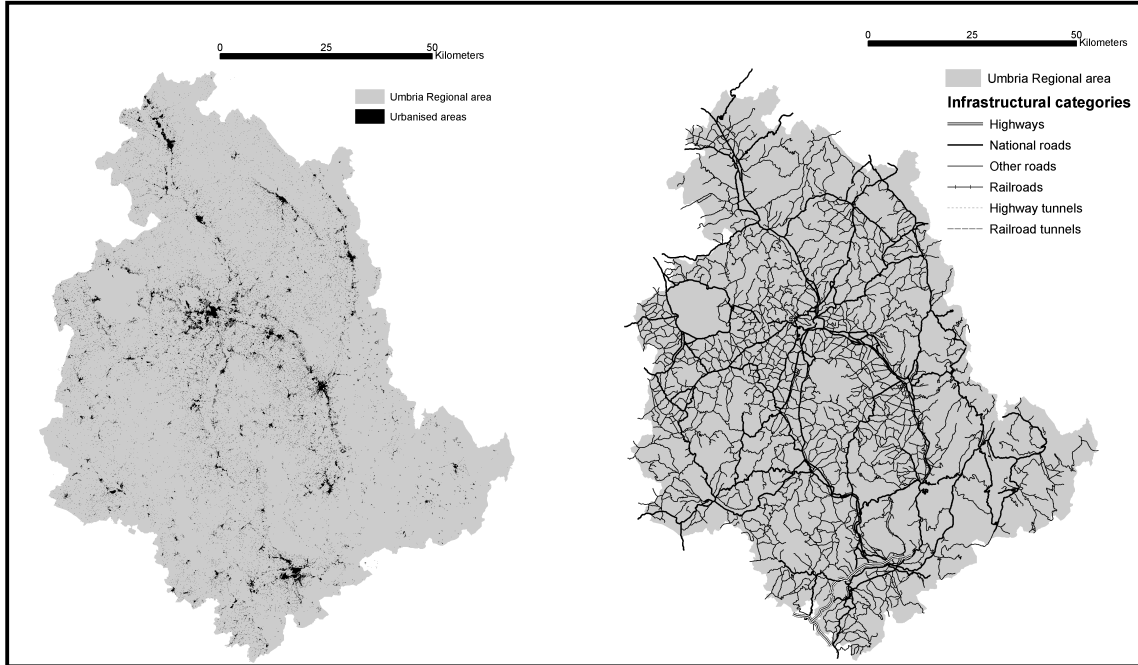 0 25 50
Kilometers
Umbria Regional area
Urbanised areas
0 25 50
Kilometers
Umbria Regional area
Infrastructural categories
Highways
National roads
Other roads
Railroads
Highway tunnels
Railroad tunnels